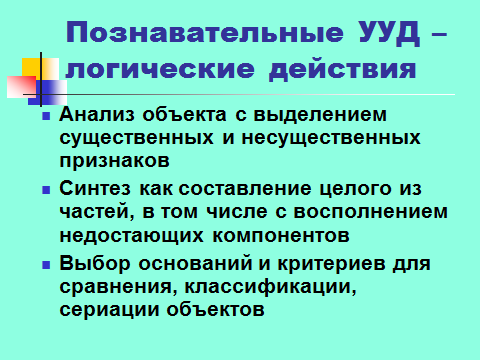 Познавательные УУД –
логические действия
Анализ объекта с выделением
существенных и несущественных
признаков
Синтез как составление целого из
частей, в том числе с восполнением
недостающих компонентов
Выбор оснований и критериев для
сравнения, классификации,
сериации объектов